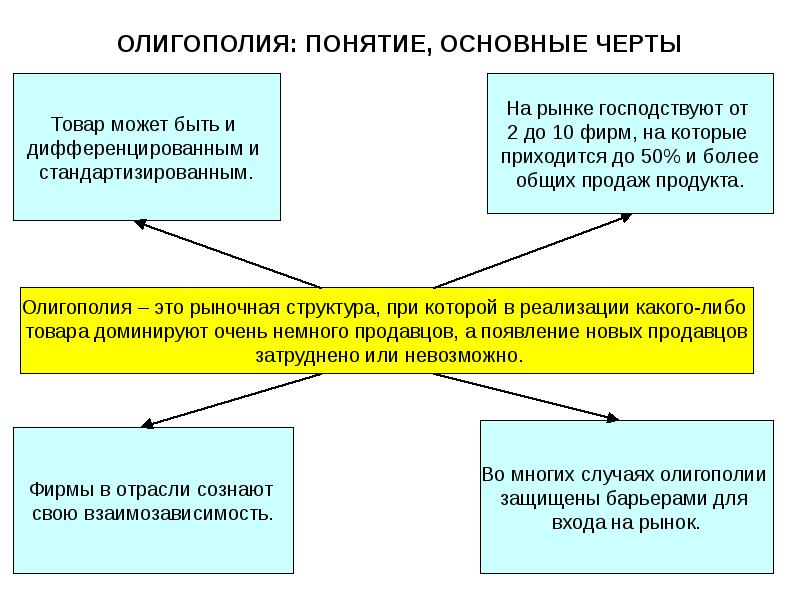 ОЛИГОПОЛИЯ: ПОНЯТИЕ, ОСНОВНЫЕ ЧЕРТЫ
Товар может быть и
дифференцированным и
стандартизированным.
На рынке господствуют от
2 до 10 фирм, на которые
приходится до 50% и более
общих продаж продукта.
Олигополия – это рыночная структура, при которой в реализации какого-либо
товара доминируют очень немного продавцов, а появление новых продавцов
затруднено или невозможно.
Фирмы в отрасли сознают
свою взаимозависимость.
Во многих случаях олигополии
защищены барьерами для
входа на рынок.